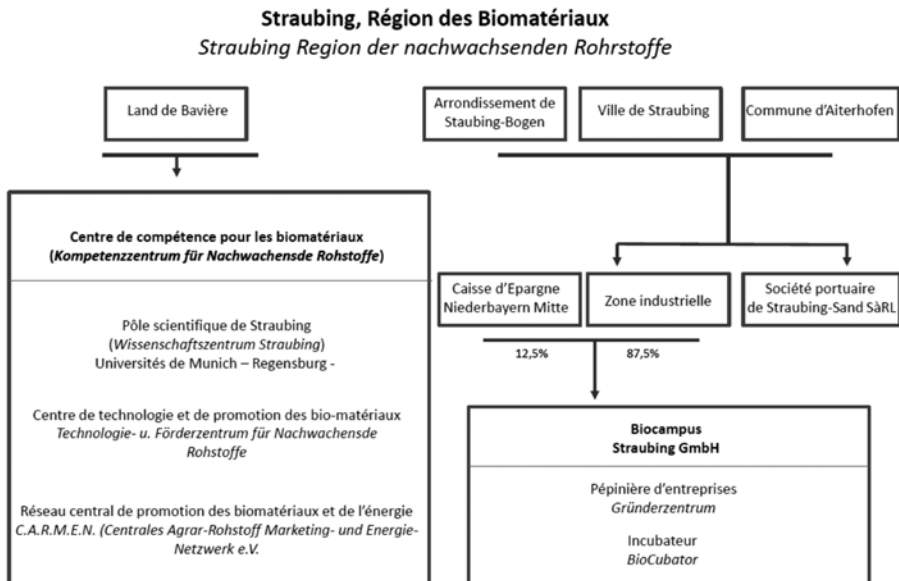 Straubing, Région des Biomatériaux
Straubing Region der nachwachsenden Rohrstoffe
Land de Bavière
Arrondissement de
Staubing-Bogen
Ville de Straubing
Commune d'Aiterhofen
Centre de compétence pour les biomatériaux
(Kompetenzzentrum für Nachwachensde Rohstoffe)
Pôle scientifique de Straubing
(Wissenschaftszentrum Straubing)
Universités de Munich – Regensburg -
Centre de technologie et de promotion des bio-matériaux
Technologie- u. Förderzentrum für Nachwachensde
Rohstoffe
Réseau central de promotion des biomatériaux et de l'énergie
C.A.R.M.E.N. (Centrales Agrar-Rohstoff Marketing- und Energie-
Netzwerk e.V.
Caisse d'Epargne
Niederbayern Mitte
Zone industrielle
Société portuaire
de Straubing-Sand SàRL
12,5%
87,5%
Biocampus
Straubing GmbH
Pépinière d'entreprises
Gründerzentrum
Incubateur
BioCubator